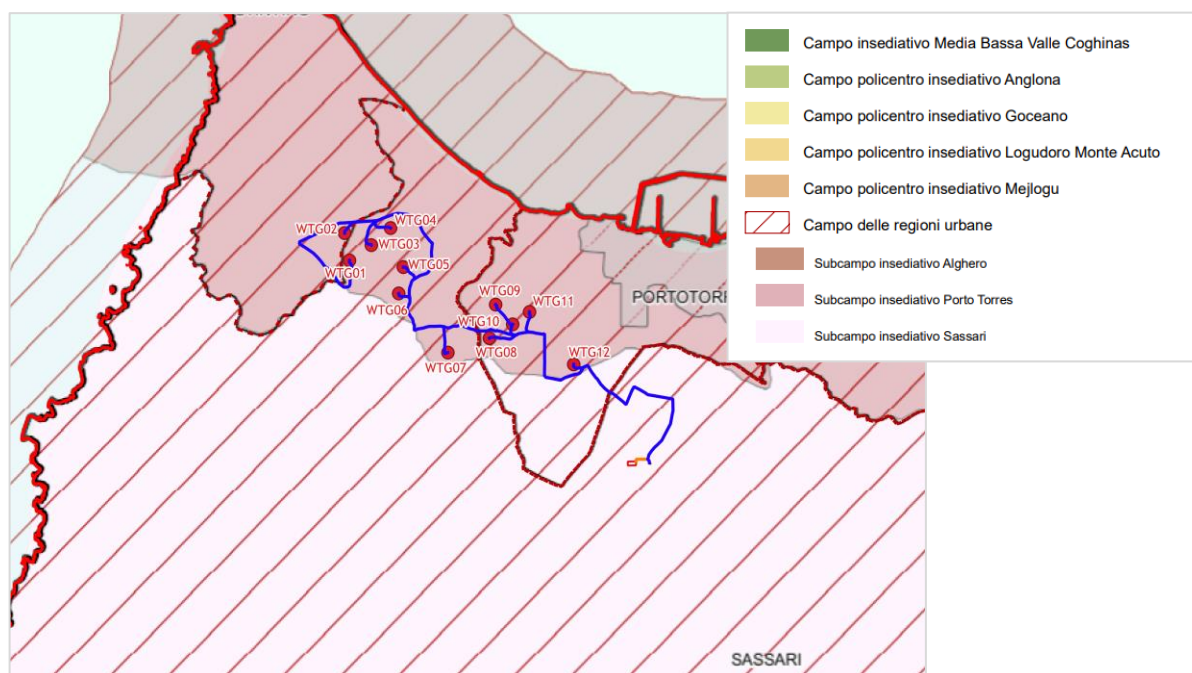 Campo insediativo Media Bassa Valle Coghinas
Campo policentro insediativo Anglona
Campo policentro insediativo Goceano
Campo policentro insediativo Logudoro Monte Acuto
Campo policentro insediativo Mejlogu
Campo delle regioni urbane
Subcampo insediativo Alghero
Subcampo insediativo Porto Torres
Subcampo insediativo Sassari
WTG04
WTG02
WTG03
WTG01
WTG05
WTG06
WTG09
WTG11
WTG10
WTG08
WTG07
WTG12
PORTOTORR
SASSARI